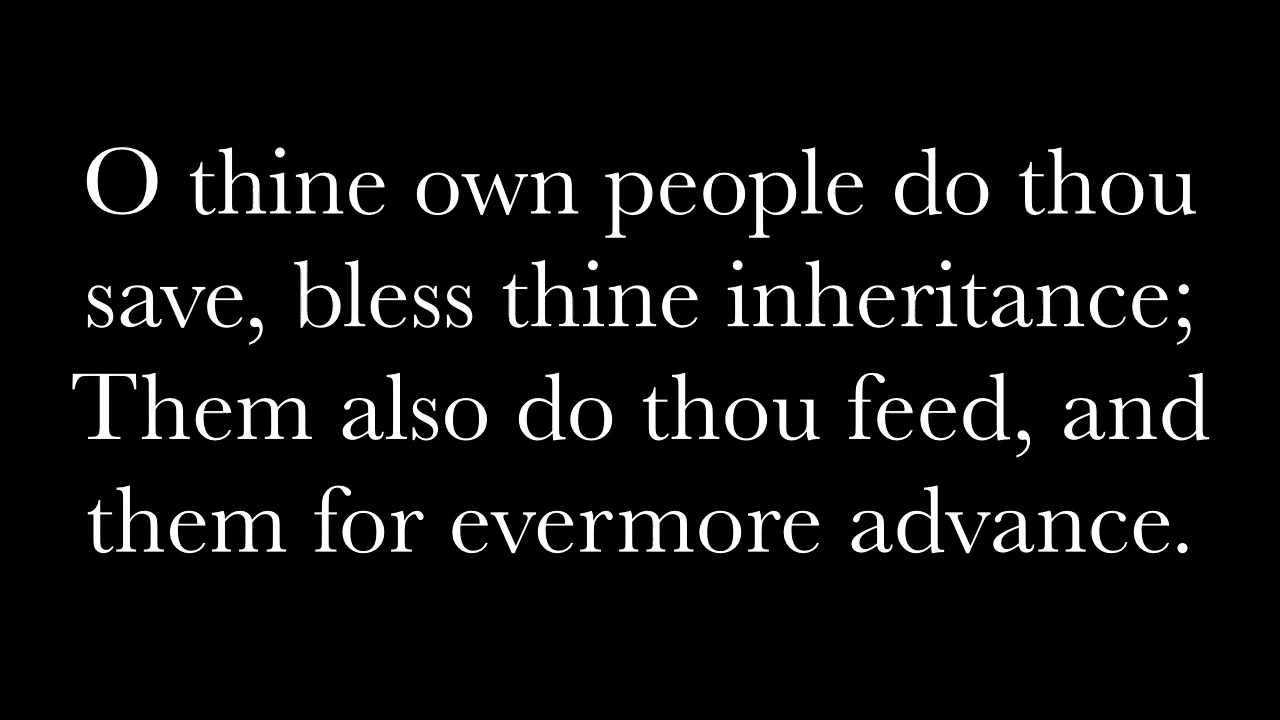 O thine own people do thou
save, bless thine inheritance;
Them also do thou feed, and
them for evermore advance.